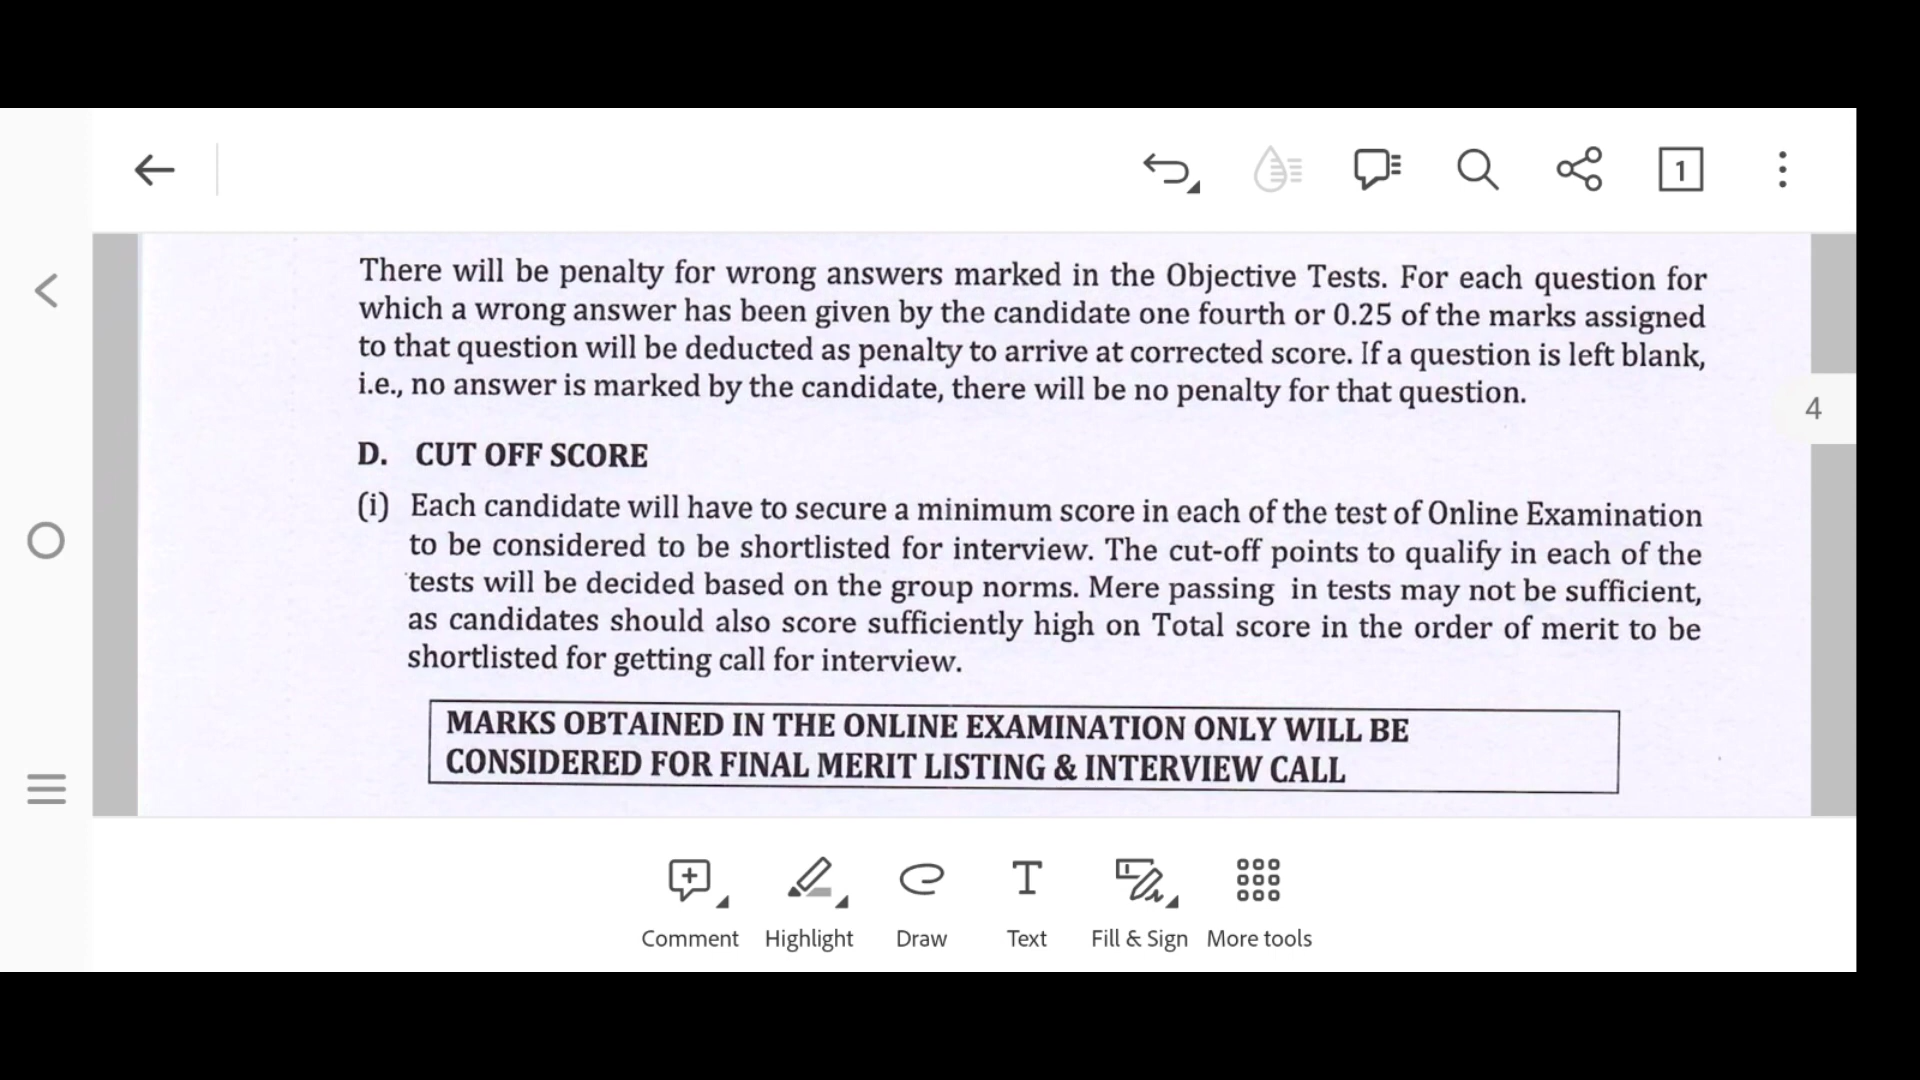 1
There will be penalty for wrong answers marked in the Objective Tests. For each question for
which a wrong answer has been given by the candidate one fourth or 0.25 of the marks assigned
to that question will be deducted as penalty to arrive at corrected score. If a question is left blank,
i.e., no answer is marked by the candidate, there will be no penalty for that question.
4
D. CUT OFF SCORE
(i) Each candidate will have to secure a minimum score in each of the test of Online Examination
to be considered to be shortlisted for interview. The cut-off points to qualify in each of the
tests will be decided based on the group norms. Mere passing in tests may not be sufficient,
as candidates should also score sufficiently high on Total score in the order of merit to be
shortlisted for getting call for interview.
MARKS OBTAINED IN THE ONLINE EXAMINATION ONLY WILL BE
CONSIDERED FOR FINAL MERIT LISTING & INTERVIEW CALL
Comment Highlight Draw Text Fill & Sign More tools